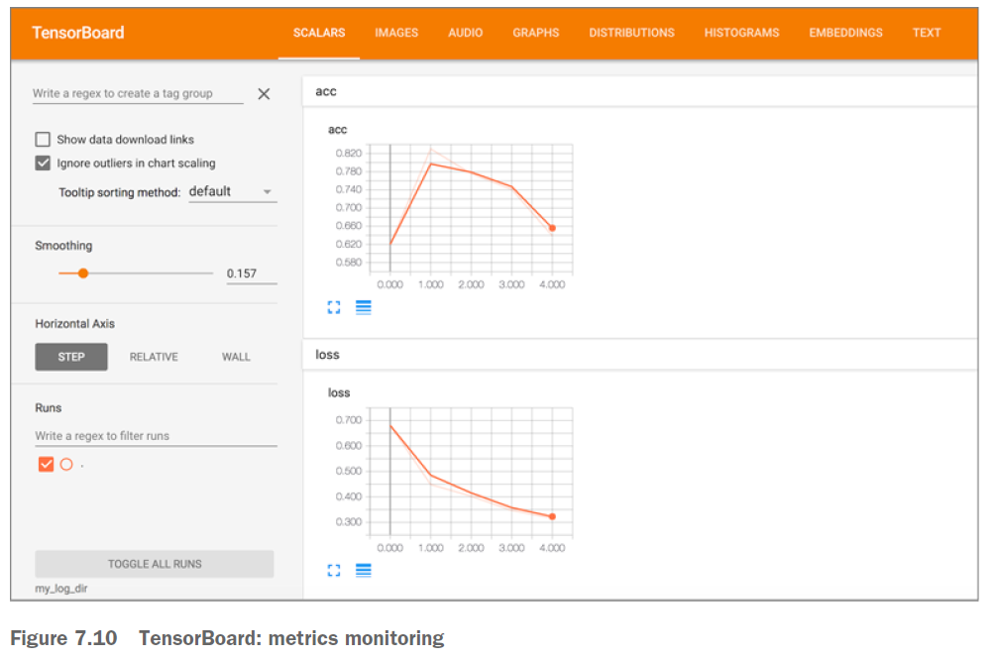 TensorBoard SCALARS IMAGES AUDIO GRAPHS DISTRIBUTIONS HISTOGRAMS EMBEDDINGS TEXT
Write a regex to create a tag group
Show data download links
Ignore outliers in chart scaling
Tooltip sorting method: default
Smoothing
0.157
Horizontal Axis
STEP RELATIVE WALL
Runs
Write a regex to filter runs
.
TOGGLE ALL RUNS
my_log_dir
acc
acc
0.820
0.780
0.740
0.700
0.660
0.620
0.580
0.000 1.000 2.000 3.000 4.000
loss
loss
0.700
0.600
0.500
0.400
0.300
0.000 1.000 2.000 3.000 4.000
Figure 7.10 TensorBoard: metrics monitoring